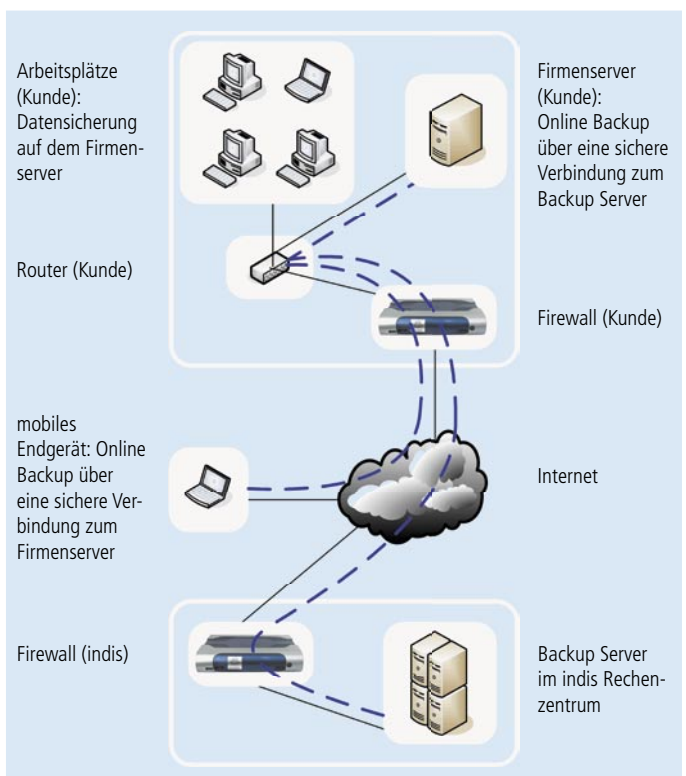 Arbeitsplätze
(Kunde):
Datensicherung
auf dem Firmen-
server
Firmenserver
(Kunde):
Online Backup
über eine sichere
Verbindung zum
Backup Server
Router (Kunde)
Firewall (Kunde)
mobiles
Endgerät: Online
Backup über
eine sichere Ver-
bindung zum
Firmenserver
Internet
Firewall (indis)
Backup Server
im indis Rechen-
zentrum